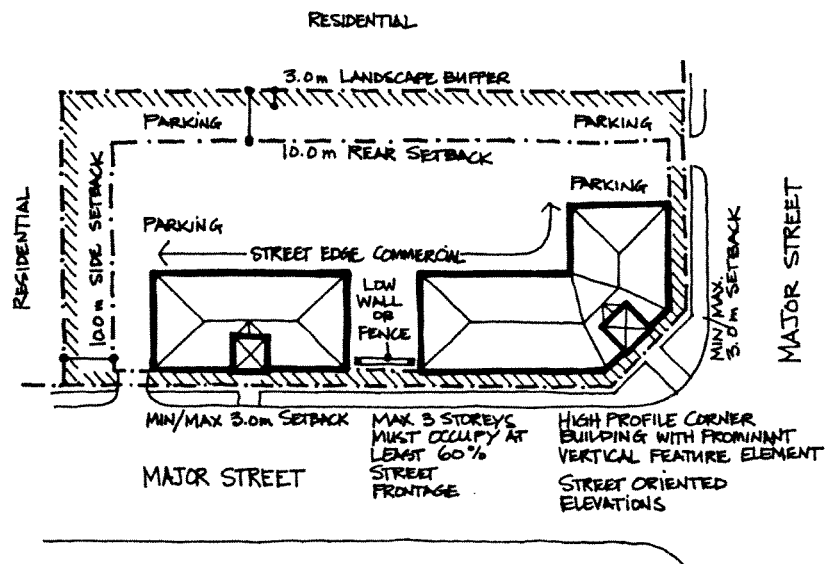 RESIDENTIAL
3.0m LANDSCAPE BUFFER
PARKING
PARKING
10.0m REAR SETBACK
RESIDENTIAL
10.0m SIDE SETBACK
PARKING
PARKING
STREET EDGE COMMERCIAL
LOW
WALL
OR
FENCE
MIN/MAX.
3.0m SETBACK
MAJOR STREET
MIN/MAX 3.0m SETBACK
MAX 3 STOREYS
MUST OCCUPY AT
LEAST 60%
STREET
FRONTAGE
HIGH PROFILE CORNER
BUILDING WITH PROMINANT
VERTICAL FEATURE ELEMENT
STREET ORIENTED
ELEVATIONS
MAJOR STREET